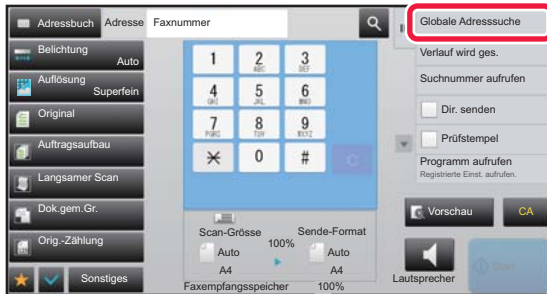 Adressbuch
Adresse
Faxnummer
Globale Adresssuche
Belichtung
Auto
Auflösung
Superfein
Original
Auftragsaufbau
Langsamer Scan
Dok.gem.Gr.
Orig.-Zählung
Sonstiges
1
2
ABC
3
DEF
4
GHI
5
JKL
6
MNO
7
PQRS
8
TUV
9
WXYZ
0
#
Scan-Grösse
Auto
A4
100%
Sende-Format
Auto
A4
Faxempfangsspeicher 100%
Verlauf wird ges.
Suchnummer aufrufen
Dir. senden
Prüfstempel
Programm aufrufen
Registrierte Einst. aufrufen.
Vorschau
CA
Lautsprecher
Start